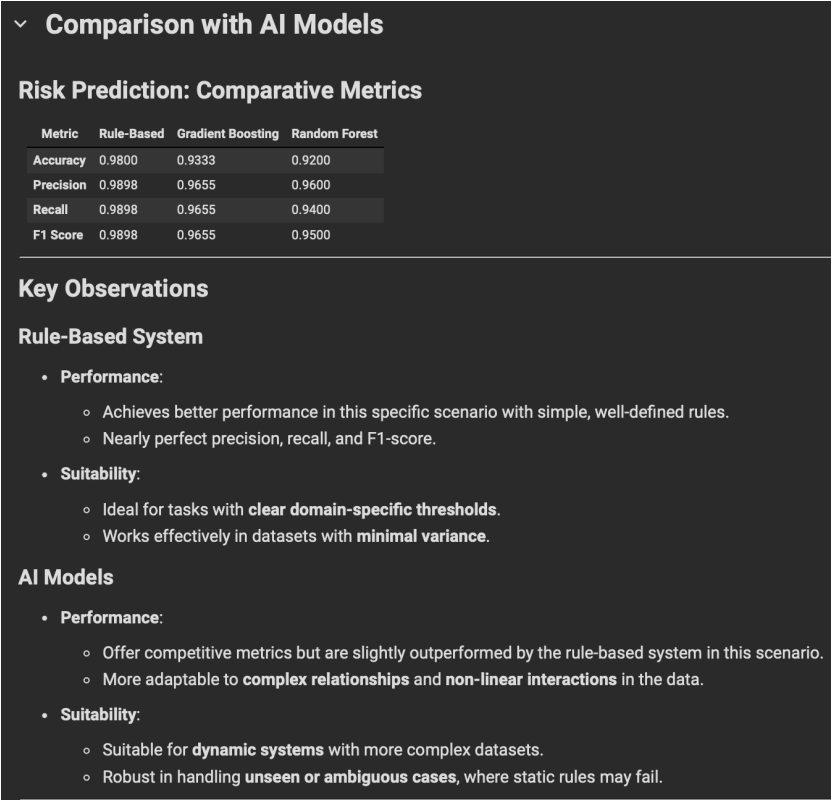 Comparison with AI Models
Risk Prediction: Comparative Metrics
Metric Rule-Based Gradient Boosting Random Forest
Accuracy 0.9800 0.9333 0.9200
Precision 0.9898 0.9655 0.9600
Recall 0.9898 0.9655 0.9400
F1 Score 0.9898 0.9655 0.9500
Key Observations
Rule-Based System
• Performance:
◦ Achieves better performance in this specific scenario with simple, well-defined rules.
◦ Nearly perfect precision, recall, and F1-score.
• Suitability:
◦ Ideal for tasks with clear domain-specific thresholds.
◦ Works effectively in datasets with minimal variance.
AI Models
• Performance:
◦ Offer competitive metrics but are slightly outperformed by the rule-based system in this scenario.
◦ More adaptable to complex relationships and non-linear interactions in the data.
• Suitability:
◦ Suitable for dynamic systems with more complex datasets.
◦ Robust in handling unseen or ambiguous cases, where static rules may fail.